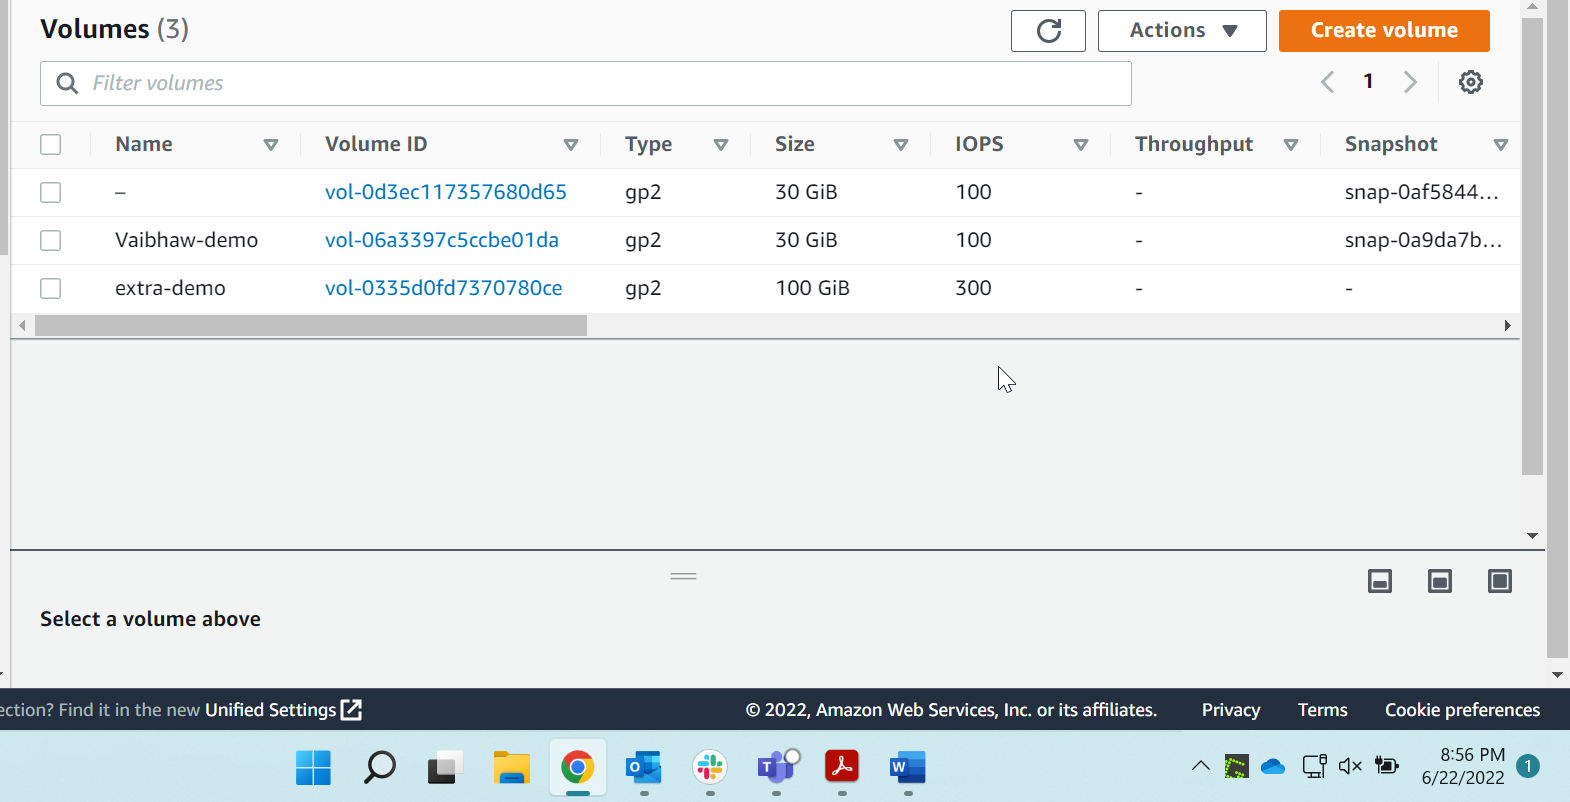 Volumes (3)
Actions
Create volume
Filter volumes
1
Name Volume ID Type Size IOPS Throughput Snapshot
– vol-0d3ec117357680d65 gp2 30 GiB 100 - snap-0af5844...
Vaibhaw-demo vol-06a3397c5ccbe01da gp2 30 GiB 100 - snap-0a9da7b...
extra-demo vol-0335d0fd7370780ce gp2 100 GiB 300 - -
Select a volume above
ection? Find it in the new Unified Settings © 2022, Amazon Web Services, Inc. or its affiliates. Privacy Terms Cookie preferences
8:56 PM
6/22/2022
1